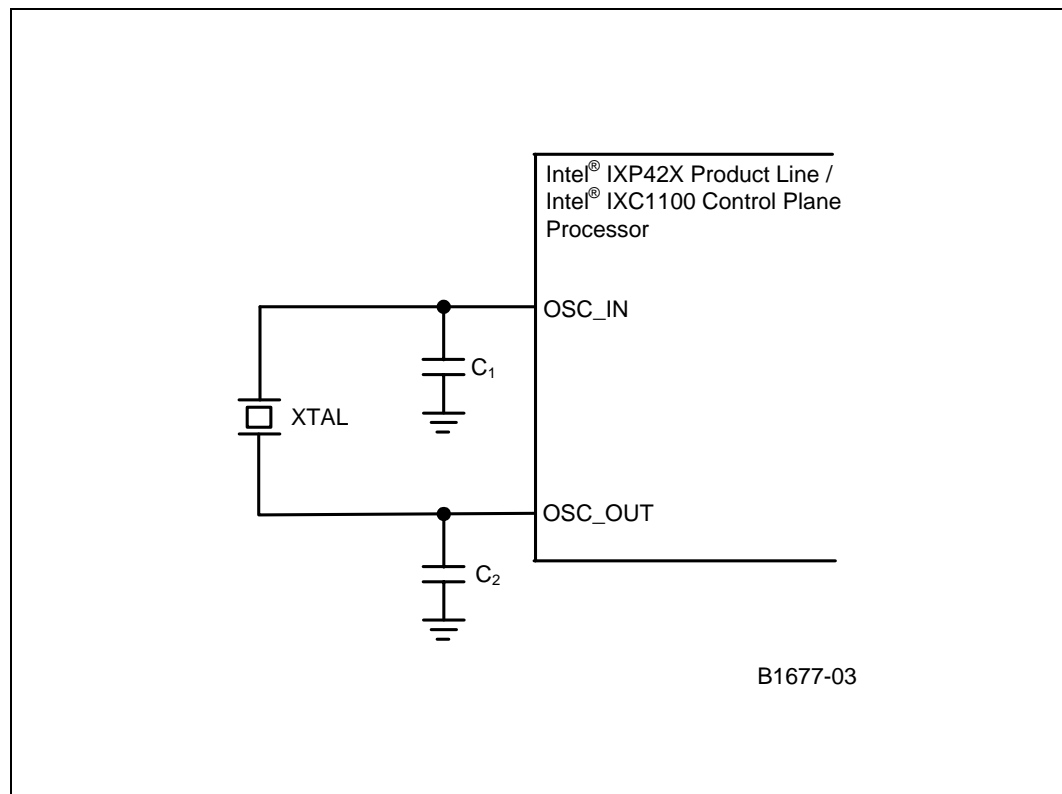 Intel® IXP42X Product Line /
Intel® IXC1100 Control Plane
Processor
OSC_IN
C₁
XTAL
OSC_OUT
C₂
B1677-03